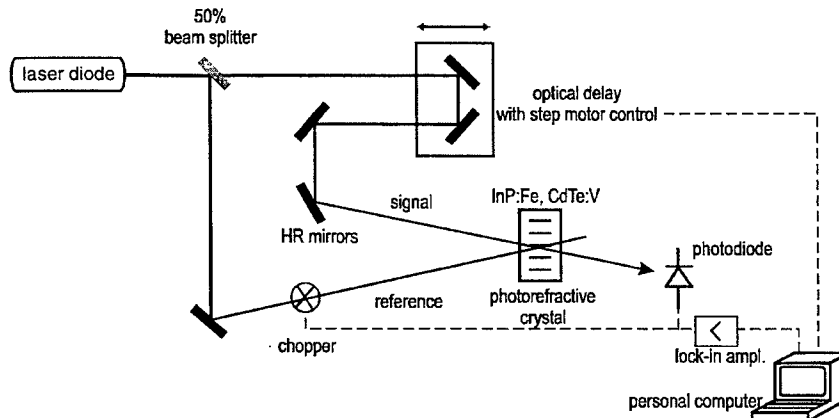 50%
beam splitter
laser diode
optical delay
with step motor control
signal
InP:Fe, CdTe:V
HR mirrors
photodiode
reference
photorefractive
crystal
chopper
lock-in ampl.
personal computer